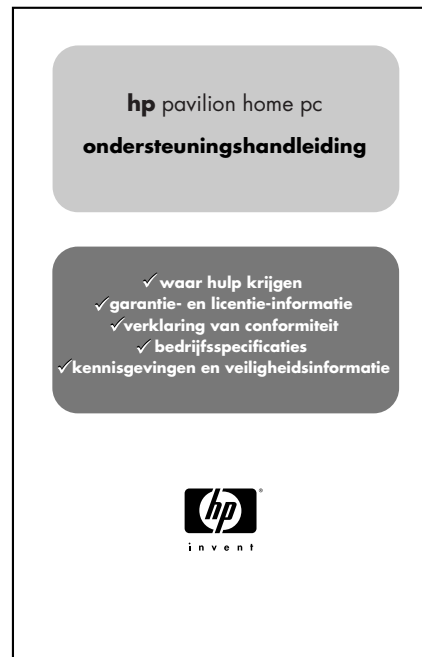 hp pavilion home pc
ondersteuningshandleiding
✓ waar hulp krijgen
✓ garantie- en licentie-informatie
✓ verklaring van conformiteit
✓ bedrijfsspecificaties
✓ kennisgevingen en veiligheidsinformatie
hp®
invent